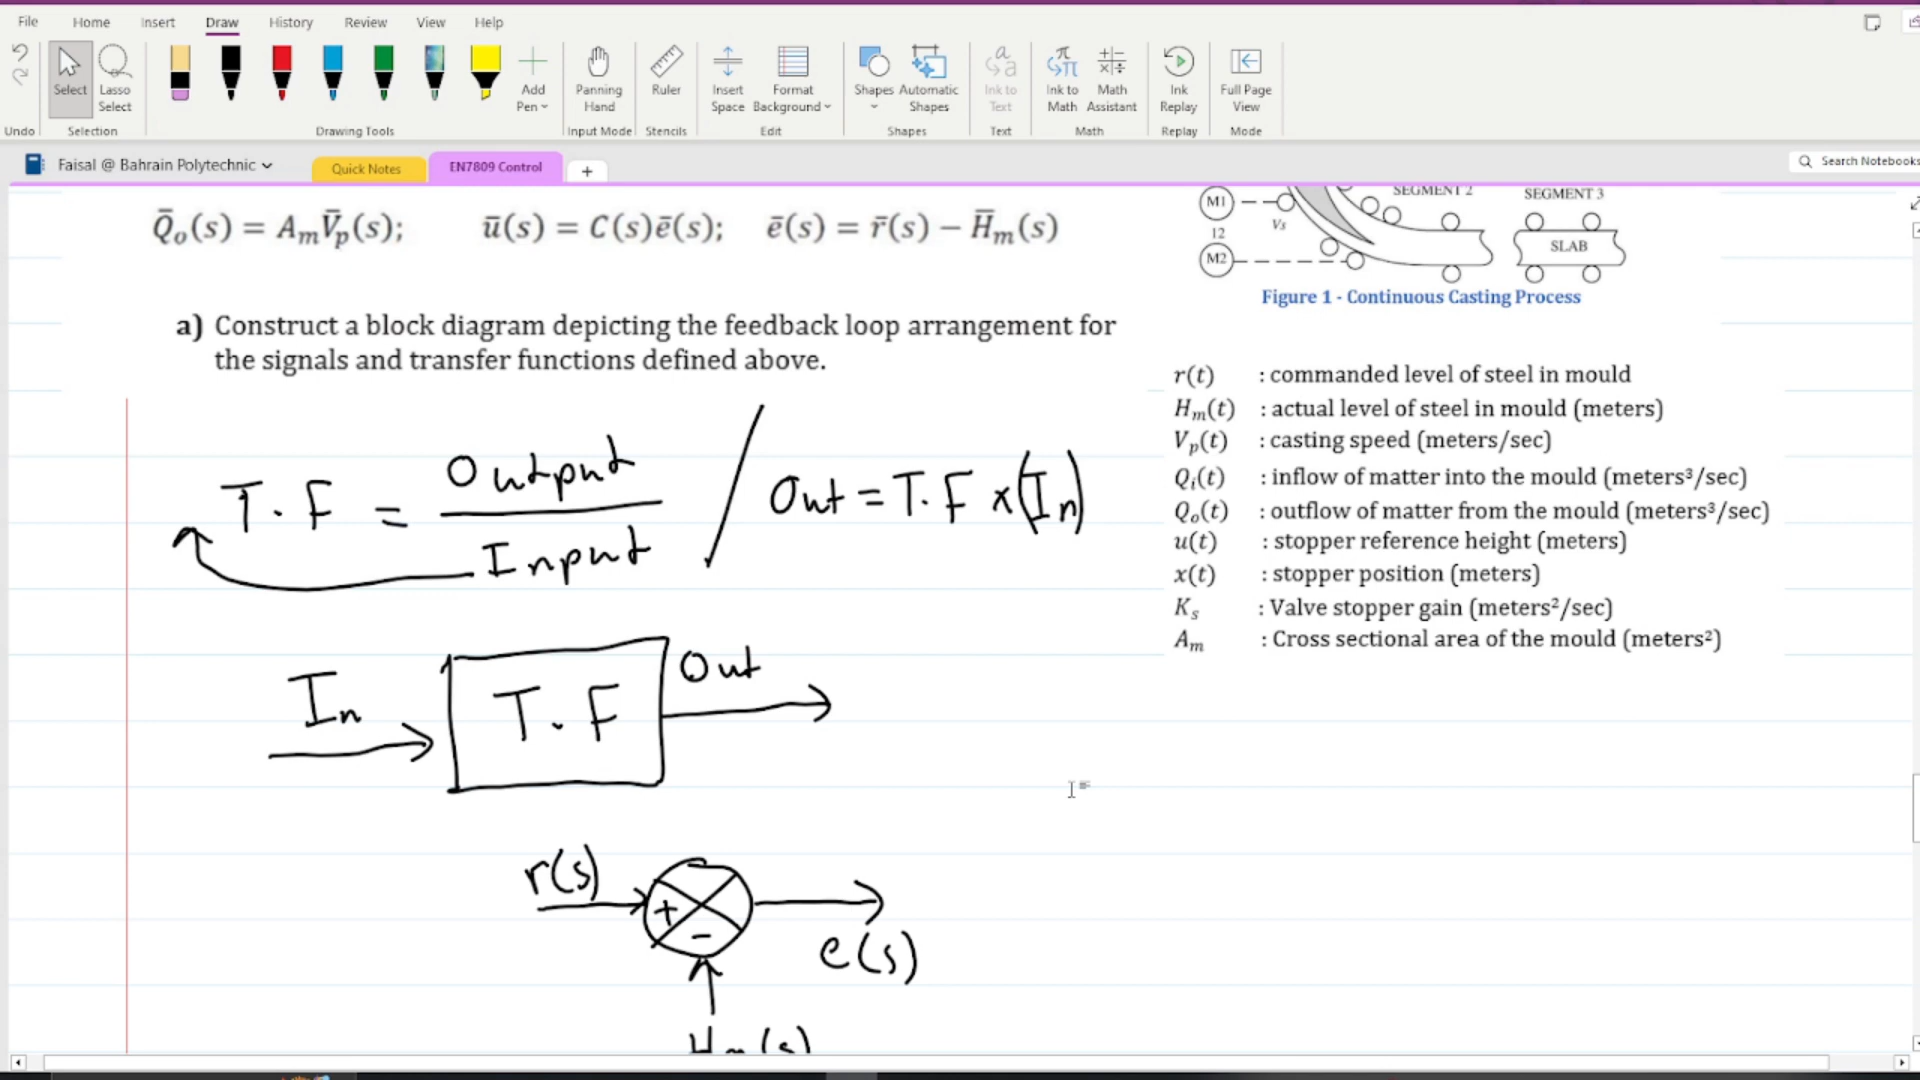 File Home Insert Draw History Review View Help
Select
Lasso
Select
Add
Pen
Panning
Hand
Ruler
Insert
Space
Format
Background
Shapes
Automatic
Shapes
Ink to
Text
Ink to
Math
Math
Assistant
Ink
Replay
Full Page
View
Undo Selection Drawing Tools Input Mode Stencils Edit Shapes Text Math Replay Mode
Faisal @ Bahrain Polytechnic Quick Notes EN7809 Control + Search Notebooks
Q̄ₒ(s) = AₘV̄ₚ(s); ū(s) = C(s)ē(s); ē(s) = r̄(s) − H̄ₘ(s)
M1
Vs
12
M2
SEGMENT 2
SEGMENT 3
SLAB
Figure 1 - Continuous Casting Process
a) Construct a block diagram depicting the feedback loop arrangement for
the signals and transfer functions defined above.
r(t) : commanded level of steel in mould
Hₘ(t) : actual level of steel in mould (meters)
Vₚ(t) : casting speed (meters/sec)
Qᵢ(t) : inflow of matter into the mould (meters³/sec)
Qₒ(t) : outflow of matter from the mould (meters³/sec)
u(t) : stopper reference height (meters)
x(t) : stopper position (meters)
Kₛ : Valve stopper gain (meters²/sec)
Aₘ : Cross sectional area of the mould (meters²)
T.F = Output / Input
Out = T.F x(In)
In
T.F
Out
r(s)
+
-
e(s)
Hm(s)